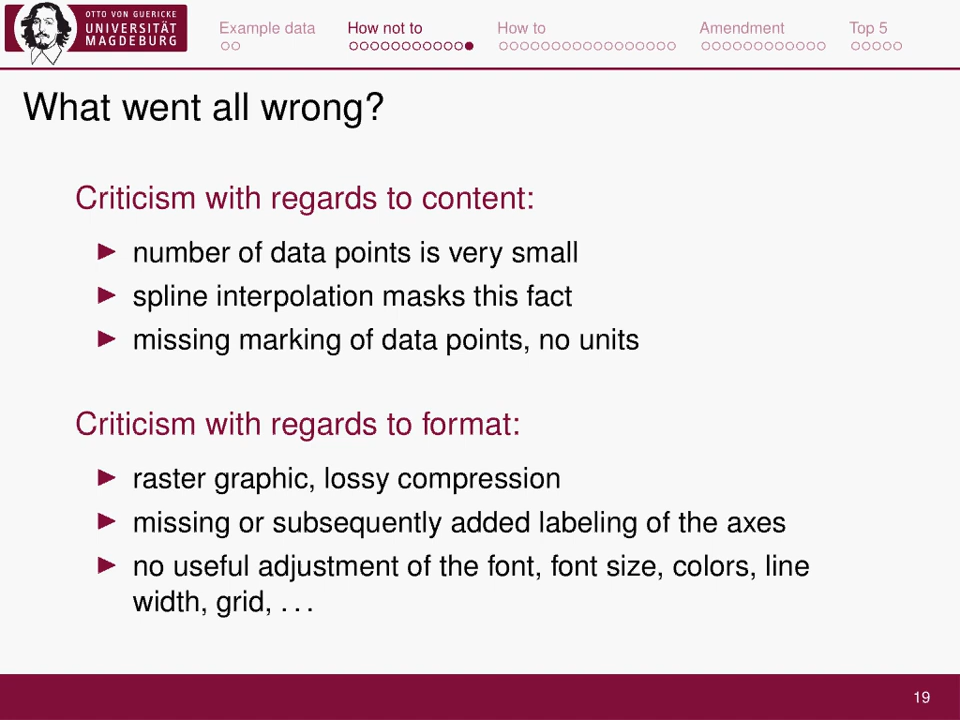 OTTO VON GUERICKE
UNIVERSITÄT
MAGDEBURG
Example data
How not to
How to
Amendment
Top 5
What went all wrong?
Criticism with regards to content:
number of data points is very small
spline interpolation masks this fact
missing marking of data points, no units
Criticism with regards to format:
raster graphic, lossy compression
missing or subsequently added labeling of the axes
no useful adjustment of the font, font size, colors, line
width, grid, . . .
19